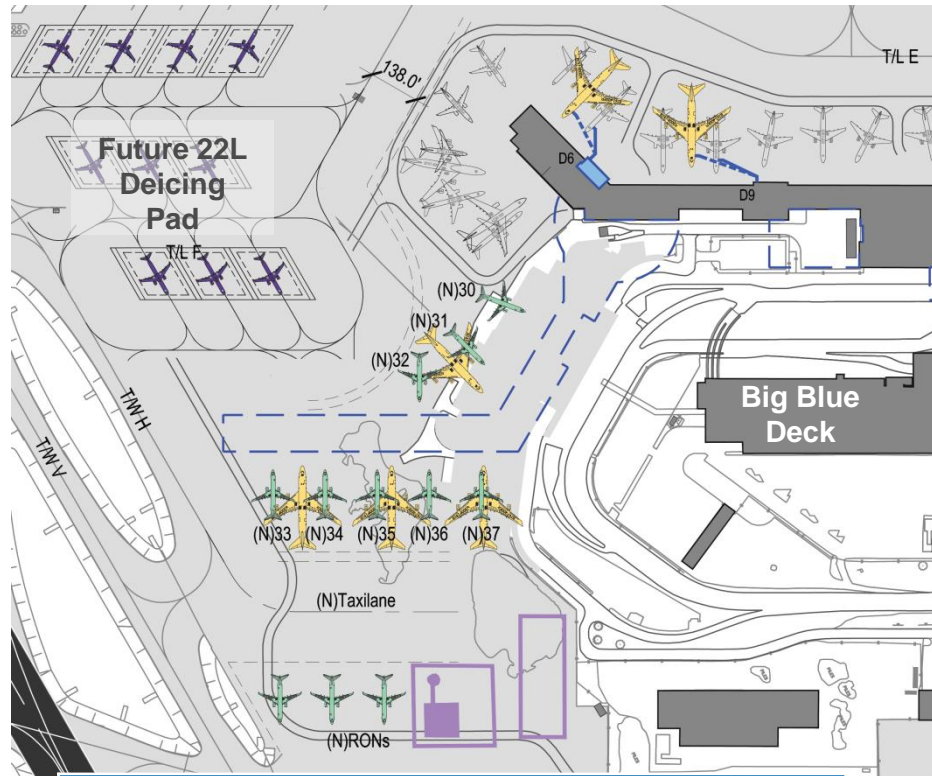 T/L E
138.0'
Future 22L
Deicing
Pad
T/L F
D6
D9
(N)30
(N)31
(N)32
T/W H
T/W V
Big Blue
Deck
(N)33
(N)34
(N)35
(N)36
(N)37
(N)Taxilane
(N)RONs